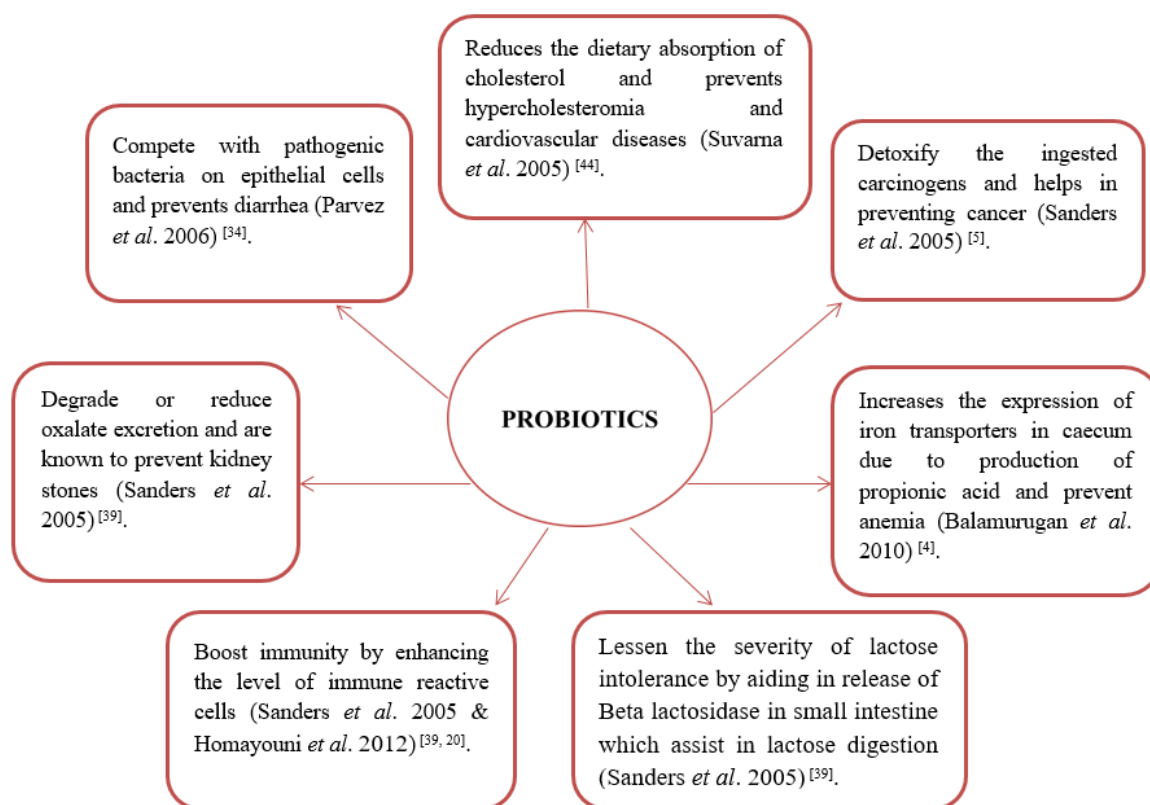 Reduces the dietary absorption of
cholesterol and prevents
hypercholesteromia and
cardiovascular diseases (Suvarna
et al. 2005) [44].
Compete with pathogenic
bacteria on epithelial cells
and prevents diarrhea (Parvez
et al. 2006) [34].
Detoxify the ingested
carcinogens and helps in
preventing cancer (Sanders
et al. 2005) [5].
PROBIOTICS
Degrade or reduce
oxalate excretion and are
known to prevent kidney
stones (Sanders et al.
2005)[39].
Increases the expression of
iron transporters in caecum
due to production of
propionic acid and prevent
anemia (Balamurugan et al.
2010) [4].
Boost immunity by enhancing
the level of immune reactive
cells (Sanders et al. 2005 &
Homayouni et al. 2012) [39, 20].
Lessen the severity of lactose
intolerance by aiding in release of
Beta lactosidase in small intestine
which assist in lactose digestion
(Sanders et al. 2005) [39].